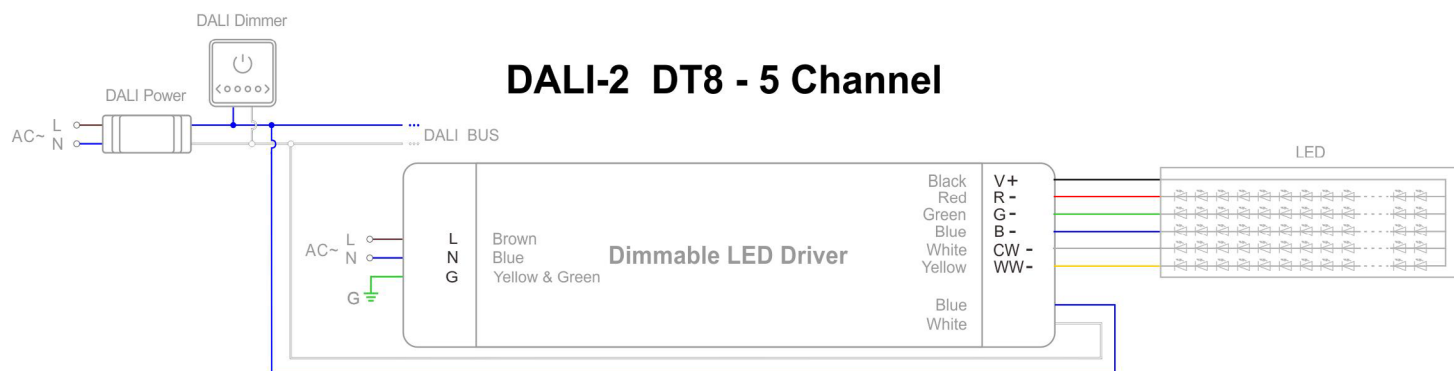 DALI Dimmer
DALI-2 DT8 - 5 Channel
DALI Power
AC~ L
N
DALI BUS
LED
Black V+
Red R -
Green G -
Blue B -
White CW -
Yellow WW -
AC~ L
N
G
L Brown
N Blue
G Yellow & Green
Dimmable LED Driver
Blue
White